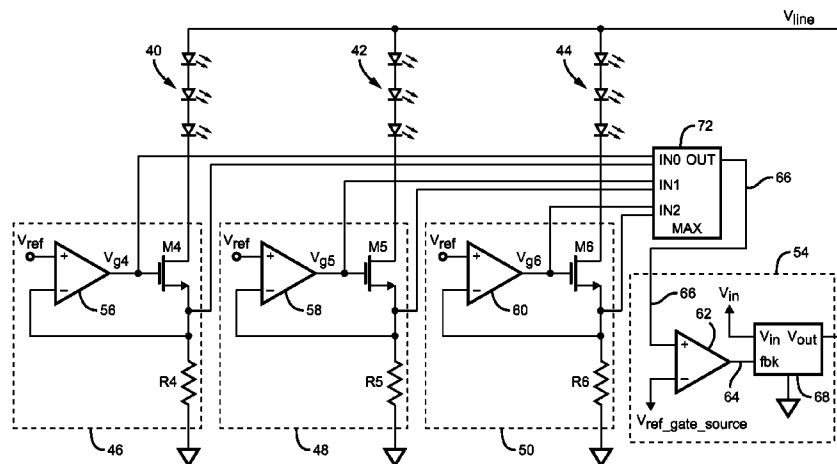 Vline
40
42
44
72
IN0 OUT
IN1
IN2
MAX
66
Vref
Vg4
M4
56
R4
46
Vref
Vg5
M5
58
R5
48
Vref
Vg6
M6
60
R6
50
54
66
Vin
62
Vin Vout
fbk
64
68
Vref_gate_source